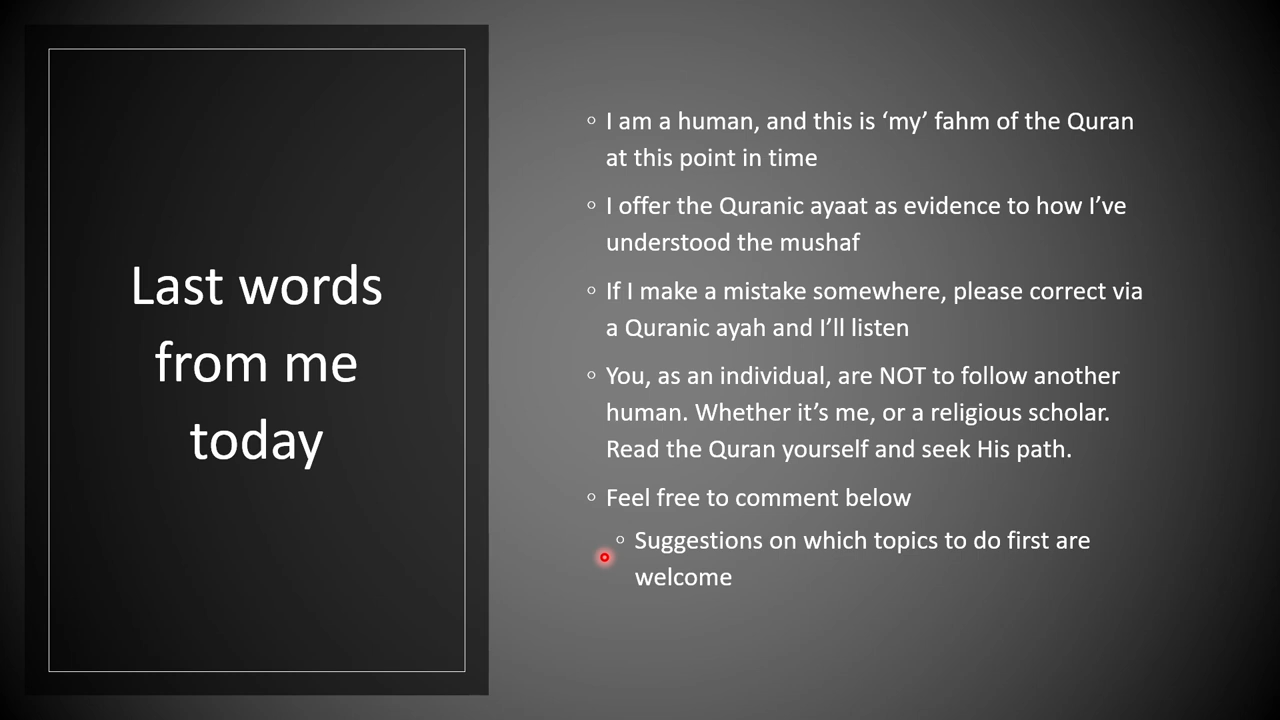 Last words
from me
today
I am a human, and this is ‘my’ fahm of the Quran
at this point in time
I offer the Quranic ayaat as evidence to how I’ve
understood the mushaf
If I make a mistake somewhere, please correct via
a Quranic ayah and I’ll listen
You, as an individual, are NOT to follow another
human. Whether it’s me, or a religious scholar.
Read the Quran yourself and seek His path.
Feel free to comment below
Suggestions on which topics to do first are
welcome